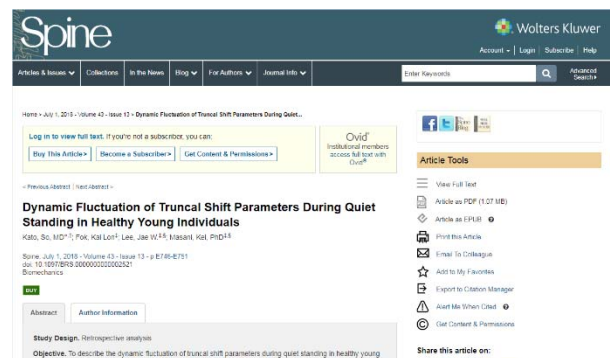 Spine
Wolters Kluwer
Account
Login
Subscribe
Help
Articles & Issues
Collections
In the News
Blog
For Authors
Journal Info
Enter Keywords
Advanced Search
Home > July 1, 2018 - Volume 43 - Issue 13 > Dynamic Fluctuation of Truncal Shift Parameters During Quiet...
Log in to view full text. If you're not a subscriber, you can:
Buy This Article>
Become a Subscriber>
Get Content & Permissions>
Ovid®
Institutional members
access full text with
Ovid®
< Previous Abstract | Next Abstract >
Dynamic Fluctuation of Truncal Shift Parameters During Quiet
Standing in Healthy Young Individuals
Kato, So, MD; Fok, Kai Lon; Lee, Jae W.; Masani, Kei, PhD
Spine. July 1, 2018 - Volume 43 - Issue 13 - p E746-E751
doi: 10.1097/BRS.0000000000002521
Biomechanics
BUY
Abstract
Author Information
Study Design. Retrospective analysis
Objective. To describe the dynamic fluctuation of truncal shift parameters during quiet standing in healthy young
Article Tools
View Full Text
Article as PDF (1.07 MB)
Article as EPUB
Print this Article
Email To Colleague
Add to My Favorites
Export to Citation Manager
Alert Me When Cited
Get Content & Permissions
Share this article on: